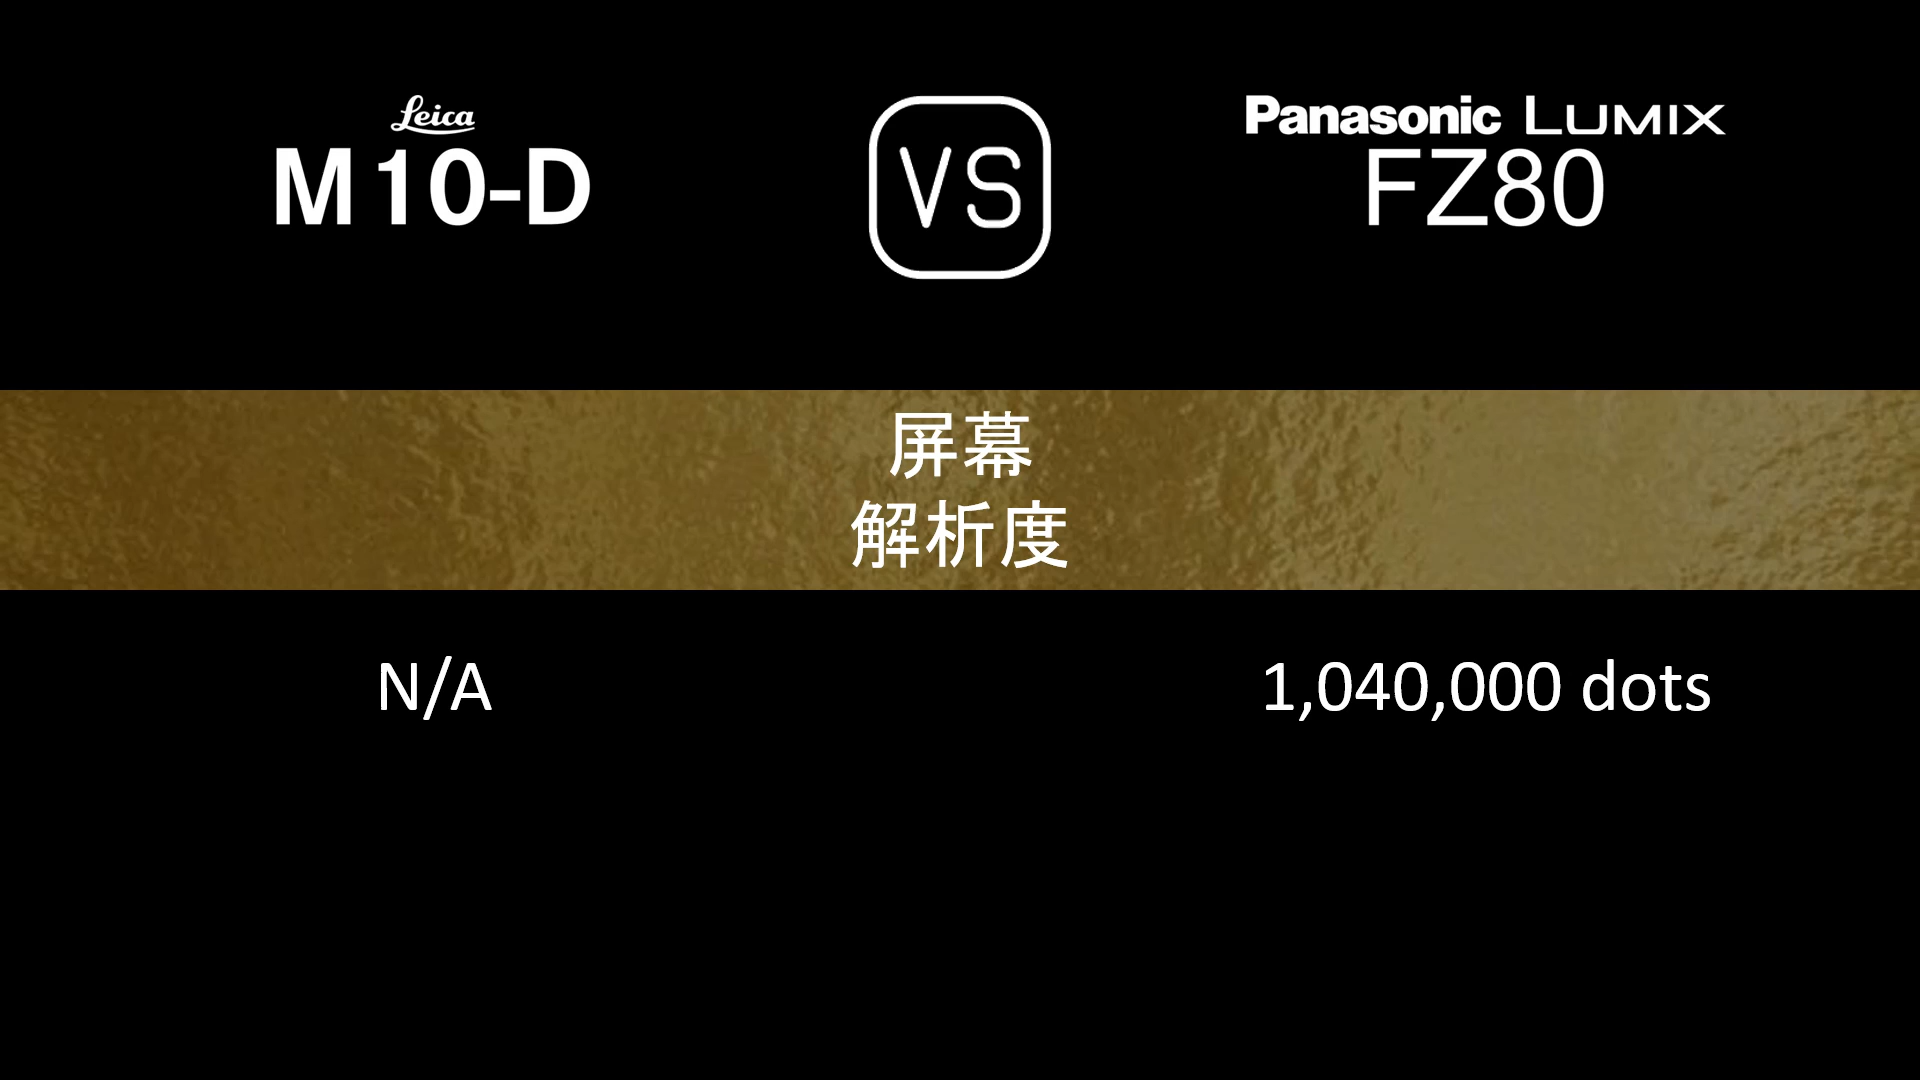 Leica
M10-D
VS
Panasonic LUMIX
FZ80
屏幕
解析度
N/A
1,040,000 dots